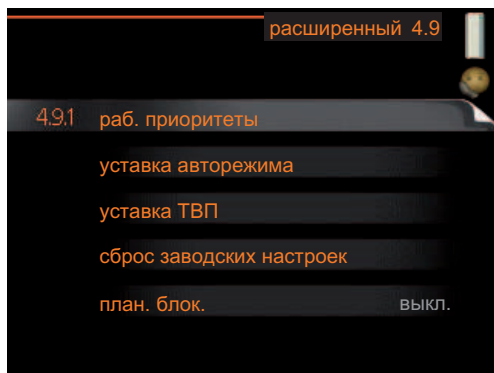 расширенный 4.9
4.9.1 раб. приоритеты
уставка авторежима
уставка ТВП
сброс заводских настроек
план. блок. выкл.